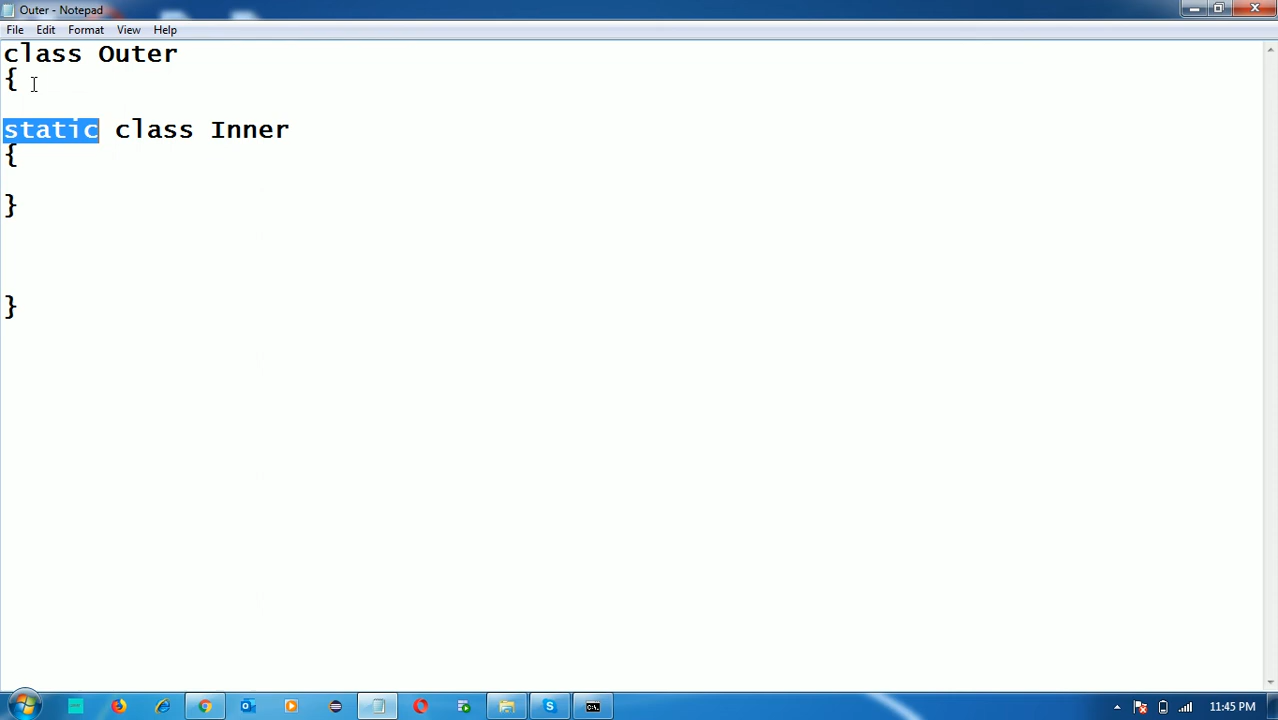 Outer - Notepad
File Edit Format View Help
class Outer
{
static class Inner
{
}
}
11:45 PM